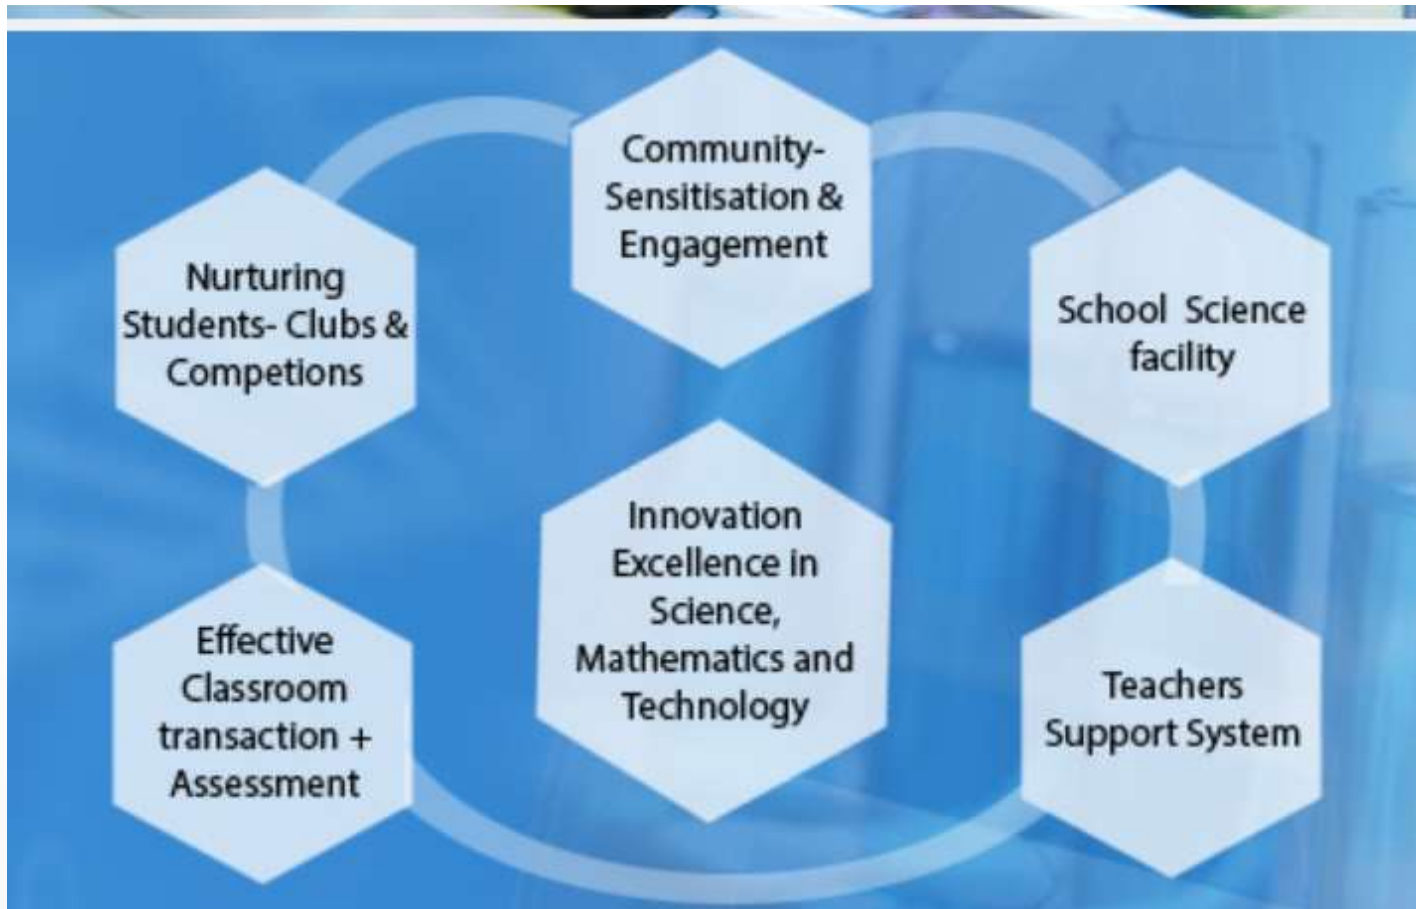 Community-
Sensitisation &
Engagement
Nurturing
Students- Clubs &
Competions
School Science
facility
Innovation
Excellence in
Science,
Mathematics and
Technology
Effective
Classroom
transaction +
Assessment
Teachers
Support System